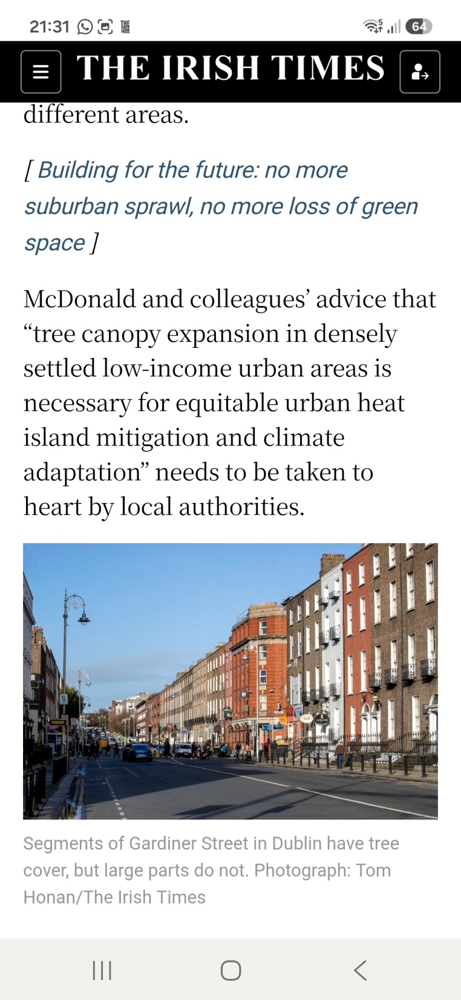 21:31
5
64
THE IRISH TIMES
different areas.
[ Building for the future: no more
suburban sprawl, no more loss of green
space ]
McDonald and colleagues’ advice that
“tree canopy expansion in densely
settled low-income urban areas is
necessary for equitable urban heat
island mitigation and climate
adaptation” needs to be taken to
heart by local authorities.
Segments of Gardiner Street in Dublin have tree
cover, but large parts do not. Photograph: Tom
Honan/The Irish Times